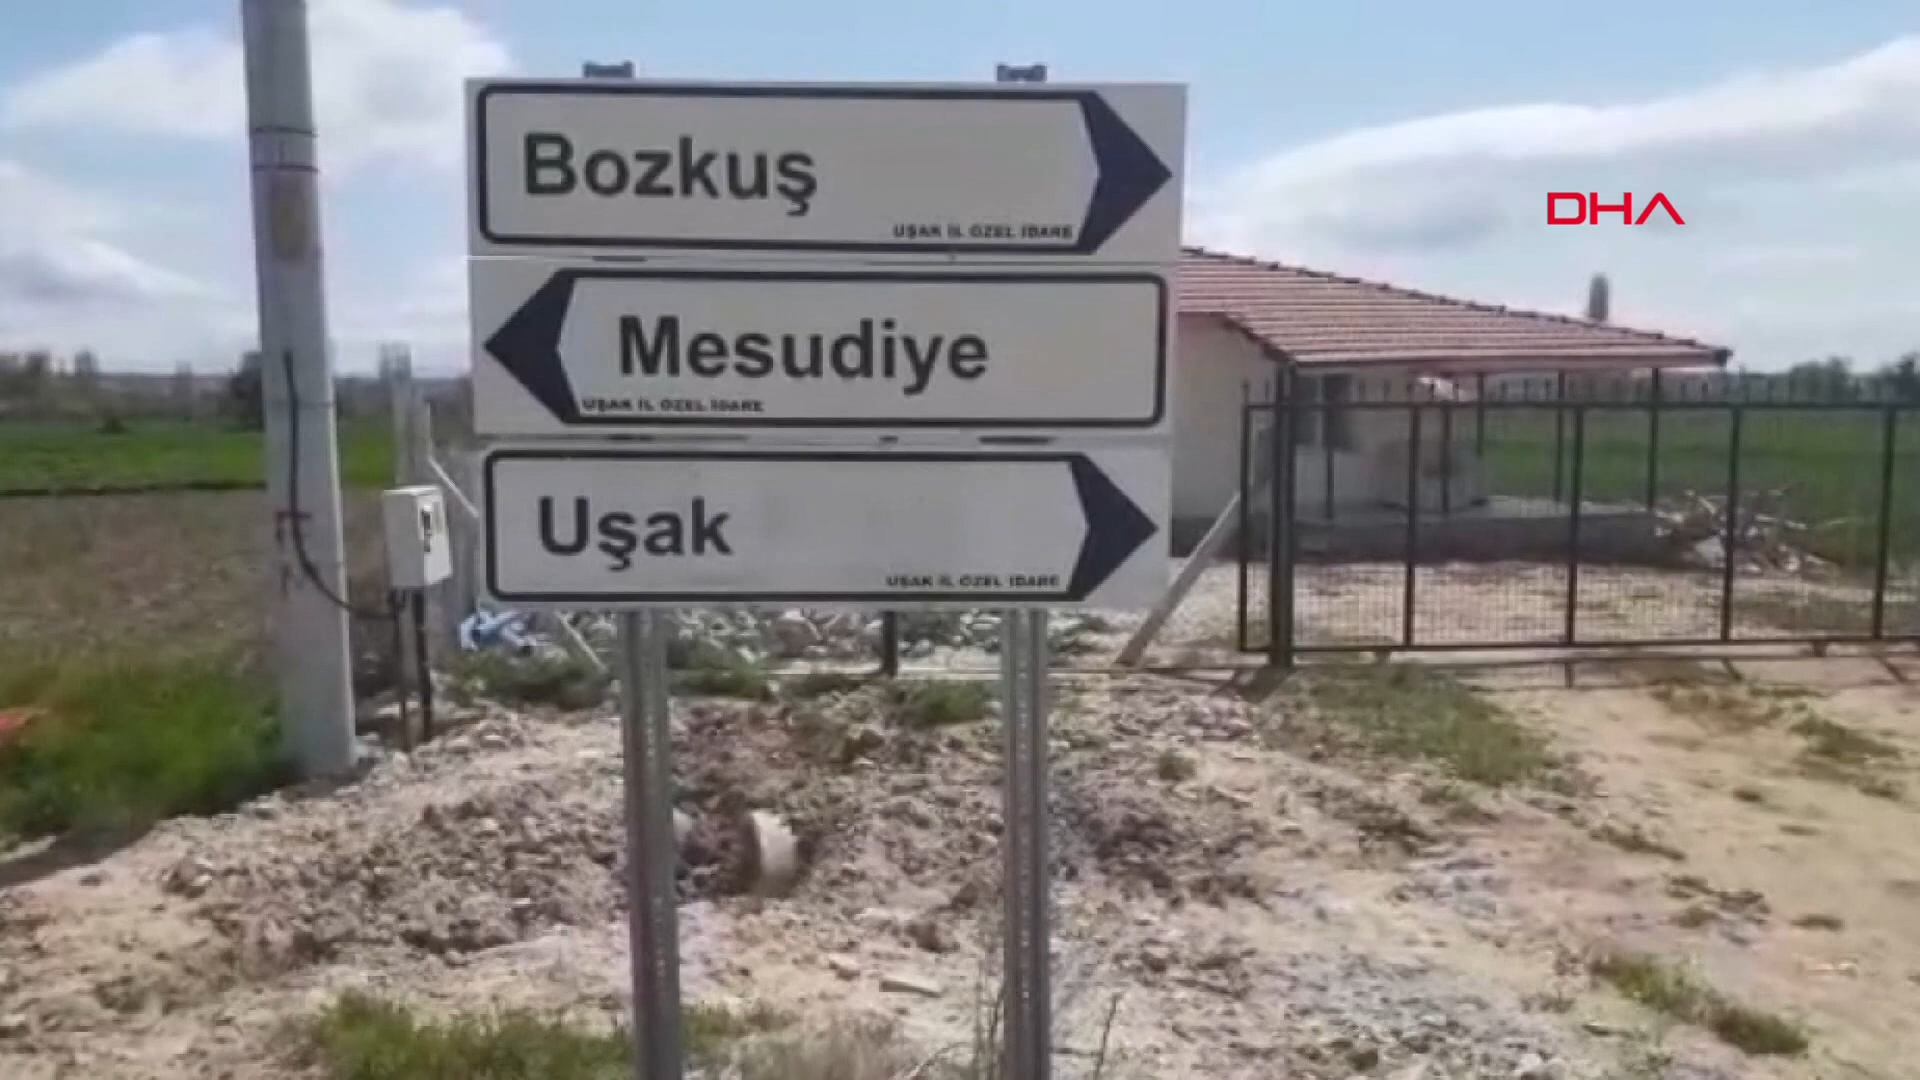 Bozkuş
UŞAK İL ÖZEL İDARE
DHA
Mesudiye
UŞAK İL ÖZEL İDARE
Uşak
UŞAK İL ÖZEL İDARE